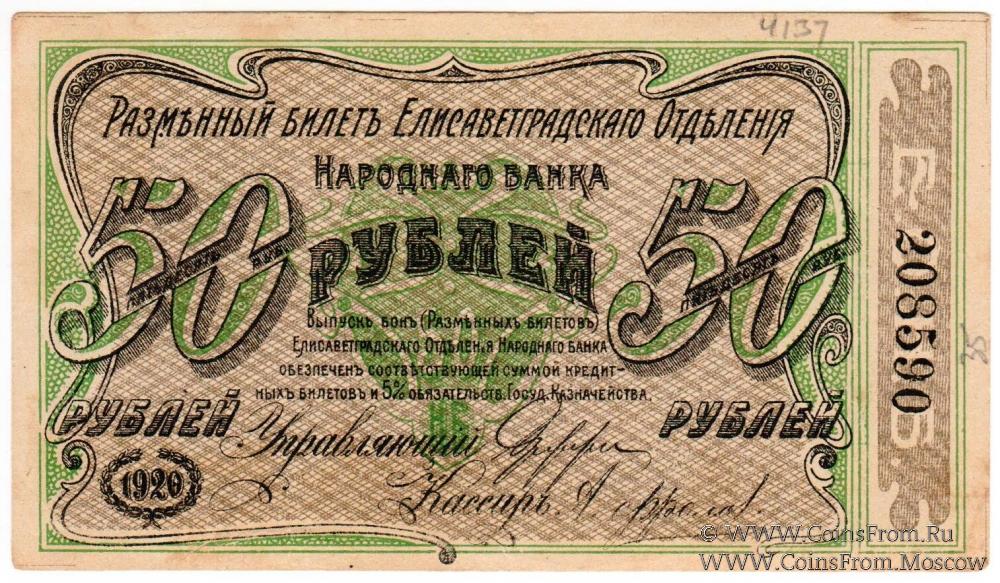 4137
Размѣнный билетъ Елисаветградскаго Отдѣленія
Народнаго Банка
50 РУБЛЕЙ 50
Выпускъ бонъ (Размѣнныхъ билетовъ)
Елисаветградскаго Отдѣленія Народнаго Банка
обезпеченъ соотвѣтствующей суммой кредит-
ныхъ билетовъ и 5% обязательств. Госуд. Казначейства.
РУБЛЕЙ НБ РУБЛЕЙ
Управляющій
1920
Кассиръ
Е.Б.
208590
© WWW.CoinsFrom.Ru
WWW.CoinsFrom.Moscow